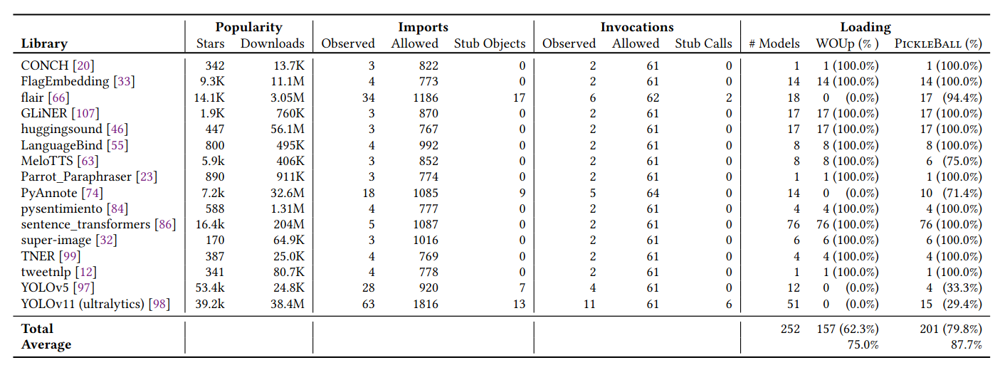 Popularity Imports Invocations Loading
Library Stars Downloads Observed Allowed Stub Objects Observed Allowed Stub Calls # Models WOUp (% ) PICKLEBALL (%)
CONCH [20] 342 13.7K 3 822 0 2 61 0 1 1 (100.0%) 1 (100.0%)
FlagEmbedding [33] 9.3K 11.1M 4 773 0 2 61 0 14 14 (100.0%) 14 (100.0%)
flair [66] 14.1K 3.05M 34 1186 17 6 62 2 18 0 (0.0%) 17 (94.4%)
GLiNER [107] 1.9K 760K 3 870 0 2 61 0 17 17 (100.0%) 17 (100.0%)
huggingsound [46] 447 56.1M 3 767 0 2 61 0 17 17 (100.0%) 17 (100.0%)
LanguageBind [55] 800 495K 4 992 0 2 61 0 8 8 (100.0%) 8 (100.0%)
MeloTTS [63] 5.9k 406K 3 852 0 2 61 0 8 8 (100.0%) 6 (75.0%)
Parrot_Paraphraser [23] 890 911K 3 774 0 2 61 0 1 1 (100.0%) 1 (100.0%)
PyAnnote [74] 7.2k 32.6M 18 1085 9 5 64 0 14 0 (0.0%) 10 (71.4%)
pysentimiento [84] 588 1.31M 4 777 0 2 61 0 4 4 (100.0%) 4 (100.0%)
sentence_transformers [86] 16.4k 204M 5 1087 0 2 61 0 76 76 (100.0%) 76 (100.0%)
super-image [32] 170 64.9K 3 1016 0 2 61 0 6 6 (100.0%) 6 (100.0%)
TNER [99] 387 25.0K 4 769 0 2 61 0 4 4 (100.0%) 4 (100.0%)
tweetnlp [12] 341 80.7K 4 778 0 2 61 0 1 1 (100.0%) 1 (100.0%)
YOLOv5 [97] 53.4k 24.8K 28 920 7 4 61 0 12 0 (0.0%) 4 (33.3%)
YOLOv11 (ultralytics) [98] 39.2k 38.4M 63 1816 13 11 61 6 51 0 (0.0%) 15 (29.4%)
Total 252 157 (62.3%) 201 (79.8%)
Average 75.0% 87.7%